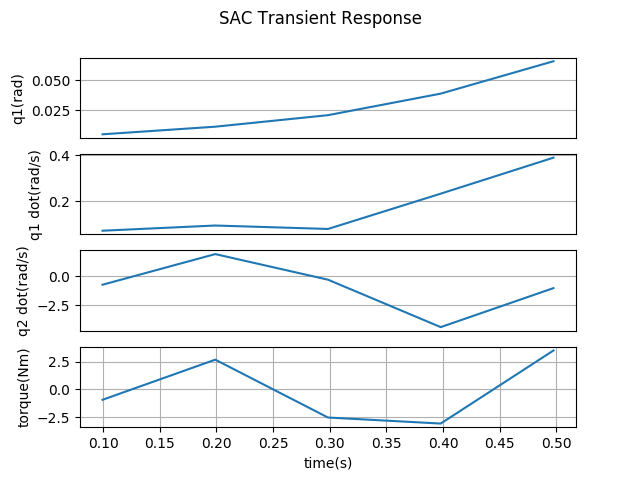 SAC Transient Response
q1(rad)
0.050
0.025
q1 dot(rad/s)
0.4
0.2
q2 dot(rad/s)
0.0
−2.5
torque(Nm)
2.5
0.0
−2.5
0.10 0.15 0.20 0.25 0.30 0.35 0.40 0.45 0.50
time(s)